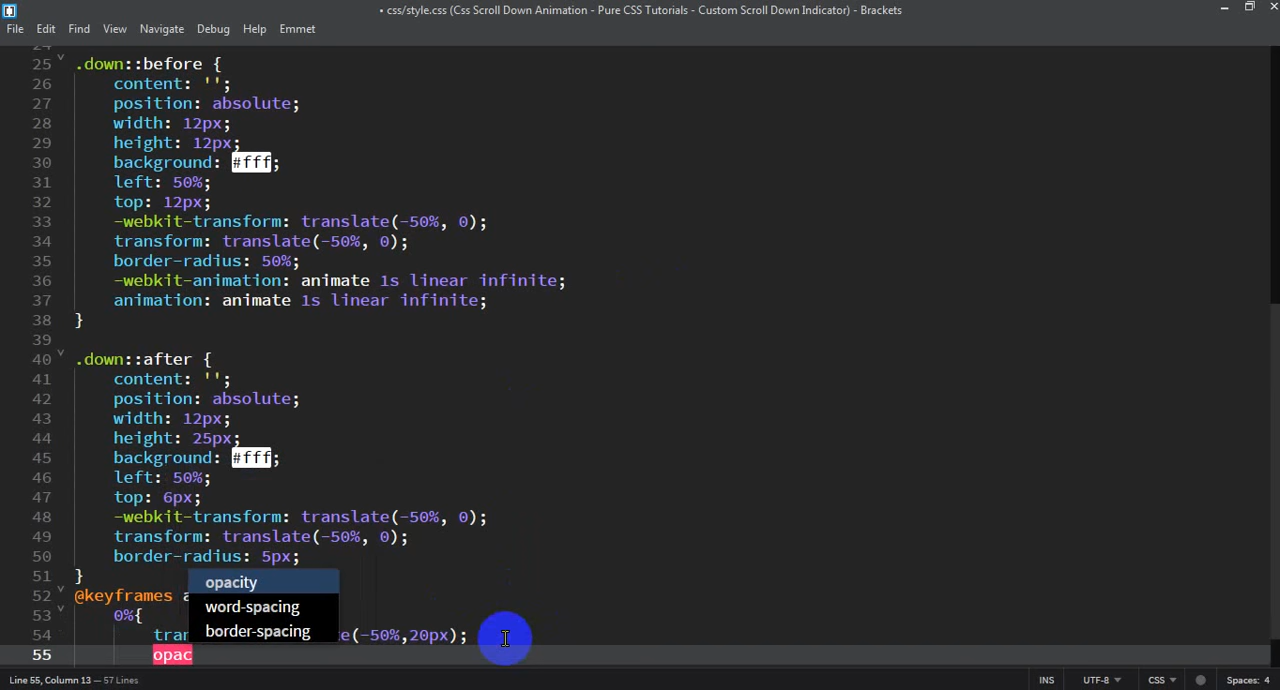 • css/style.css (Css Scroll Down Animation - Pure CSS Tutorials - Custom Scroll Down Indicator) - Brackets
File Edit Find View Navigate Debug Help Emmet
24
25 .down::before {
26 content: '';
27 position: absolute;
28 width: 12px;
29 height: 12px;
30 background: #fff;
31 left: 50%;
32 top: 12px;
33 -webkit-transform: translate(-50%, 0);
34 transform: translate(-50%, 0);
35 border-radius: 50%;
36 -webkit-animation: animate 1s linear infinite;
37 animation: animate 1s linear infinite;
38 }
39
40 .down::after {
41 content: '';
42 position: absolute;
43 width: 12px;
44 height: 25px;
45 background: #fff;
46 left: 50%;
47 top: 6px;
48 -webkit-transform: translate(-50%, 0);
49 transform: translate(-50%, 0);
50 border-radius: 5px;
51 }
opacity
52 @keyframes a
word-spacing
53 0%{
border-spacing
54 tran e(-50%,20px);
55 opac
Line 55, Column 13 — 57 Lines INS UTF-8 CSS Spaces: 4